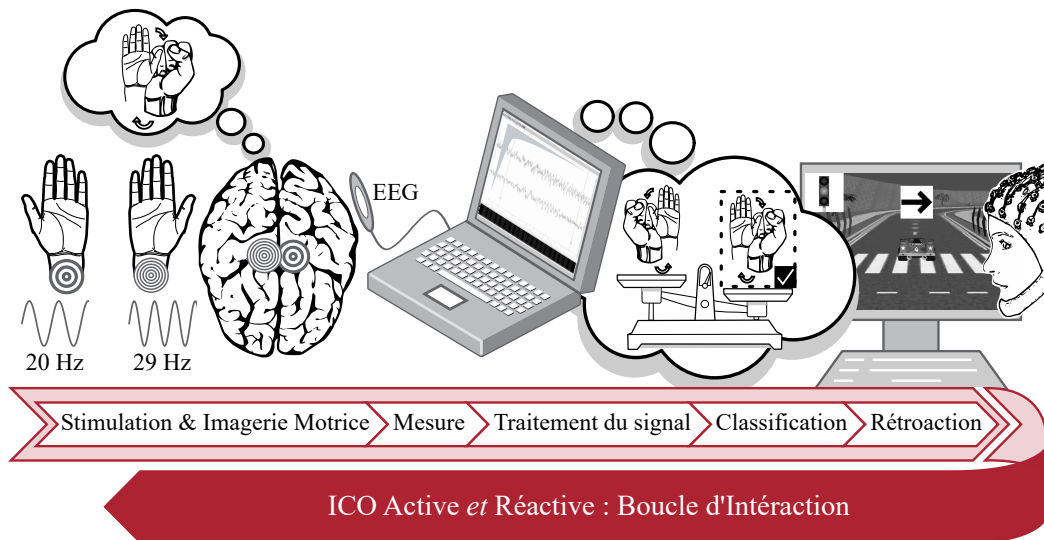 EEG
20 Hz
29 Hz
Stimulation & Imagerie Motrice
Mesure
Traitement du signal
Classification
Rétroaction
ICO Active et Réactive : Boucle d'Intéraction